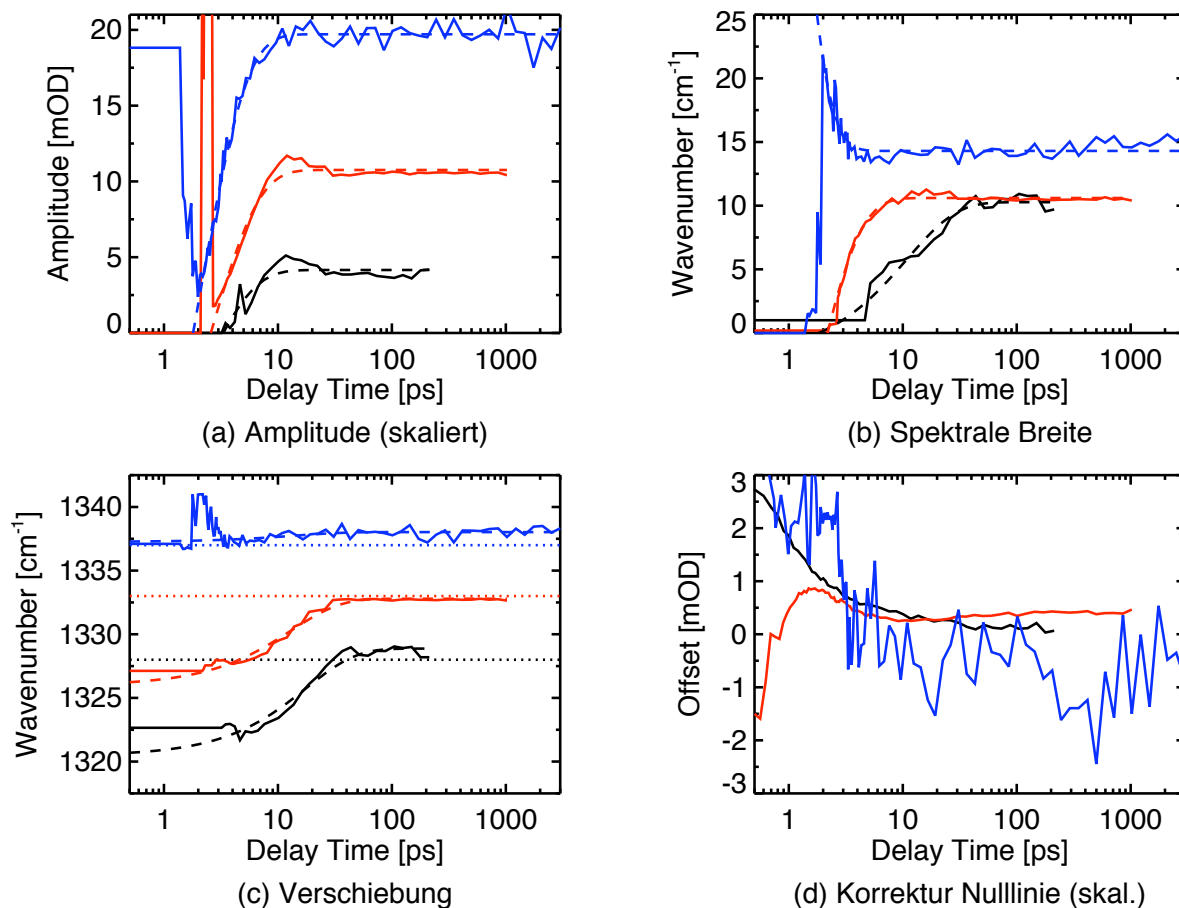 Amplitude [mOD]
20
15
10
5
0
1 10 100 1000
Delay Time [ps]
(a) Amplitude (skaliert)
Wavenumber [cm⁻¹]
25
20
15
10
5
0
1 10 100 1000
Delay Time [ps]
(b) Spektrale Breite
Wavenumber [cm⁻¹]
1340
1335
1330
1325
1320
1 10 100 1000
Delay Time [ps]
(c) Verschiebung
Offset [mOD]
3
2
1
0
-1
-2
-3
1 10 100 1000
Delay Time [ps]
(d) Korrektur Nulllinie (skal.)